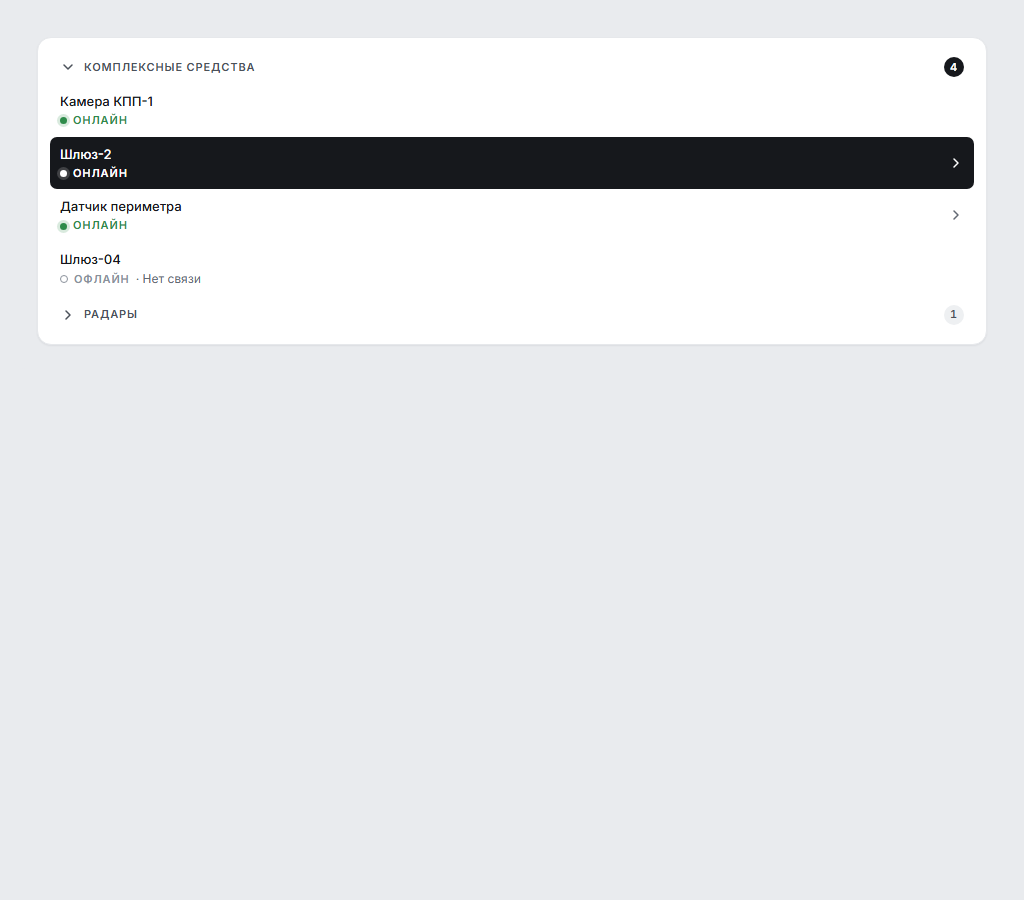 КОМПЛЕКСНЫЕ СРЕДСТВА 4
Камера КПП-1
ОНЛАЙН
Шлюз-2
ОНЛАЙН
Датчик периметра
ОНЛАЙН
Шлюз-04
ОФЛАЙН · Нет связи
РАДАРЫ 1